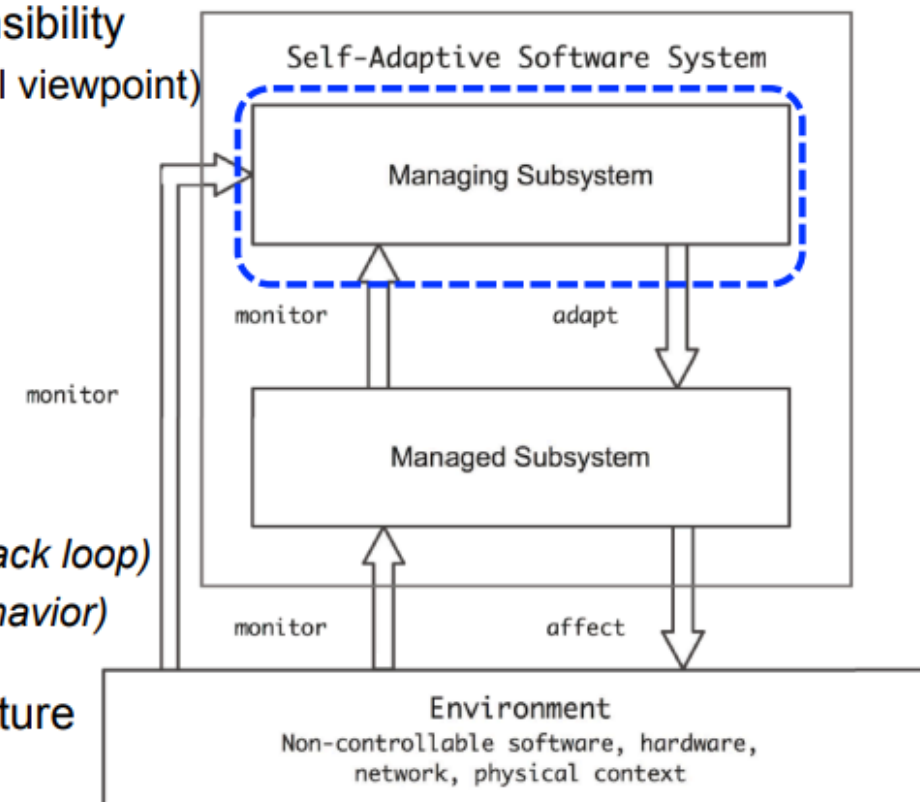 nsibility
l viewpoint)
ack loop)
navior)
ture
Self-Adaptive Software System
Managing Subsystem
monitor
adapt
monitor
Managed Subsystem
monitor
affect
Environment
Non-controllable software, hardware,
network, physical context